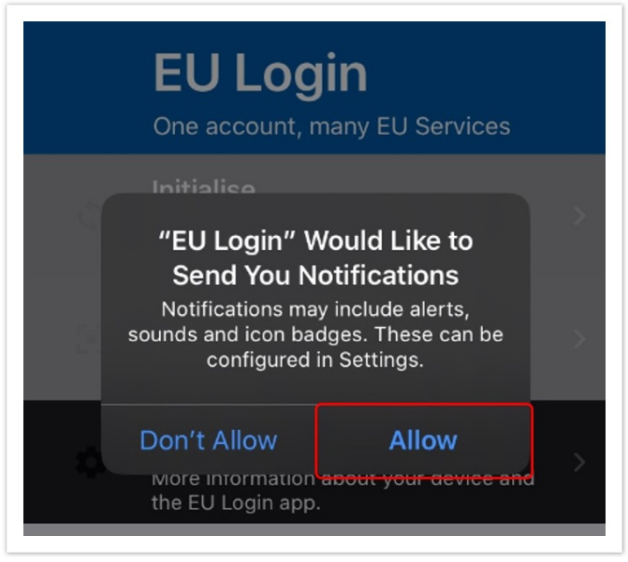 EU Login
One account, many EU Services
Initialise
“EU Login” Would Like to
Send You Notifications
Notifications may include alerts,
sounds and icon badges. These can be
configured in Settings.
Don’t Allow
Allow
More information about your device and
the EU Login app.